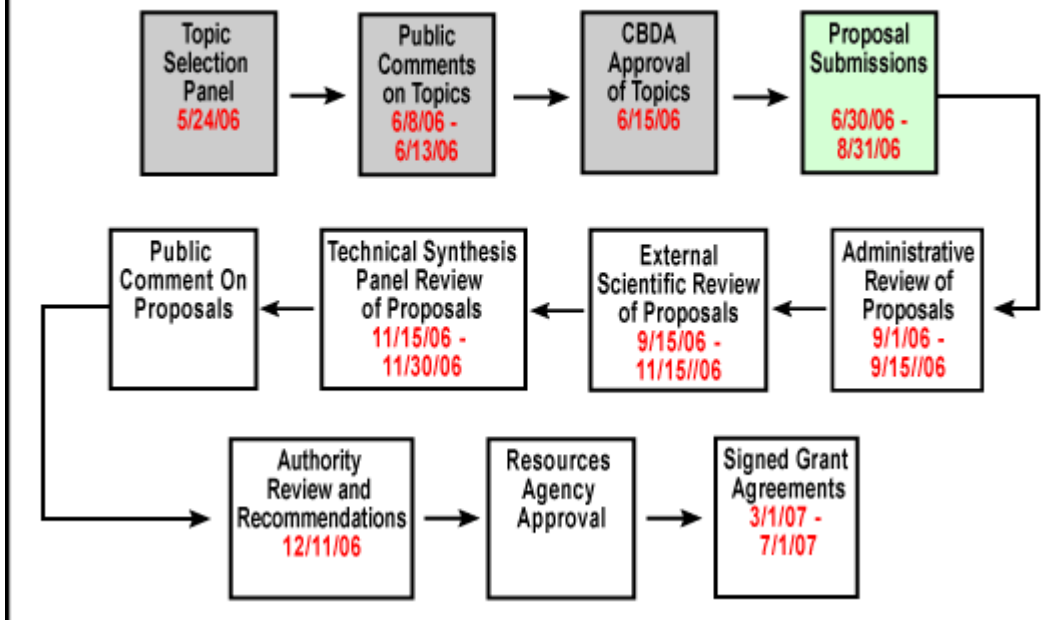 Topic
Selection
Panel
5/24/06
Public
Comments
on Topics
6/8/06 -
6/13/06
CBDA
Approval
of Topics
6/15/06
Proposal
Submissions
6/30/06 -
8/31/06
Administrative
Review of
Proposals
9/1/06 -
9/15//06
External
Scientific Review
of Proposals
9/15/06 -
11/15//06
Technical Synthesis
Panel Review
of Proposals
11/15/06 -
11/30/06
Public
Comment On
Proposals
Authority
Review and
Recommendations
12/11/06
Resources
Agency
Approval
Signed Grant
Agreements
3/1/07 -
7/1/07